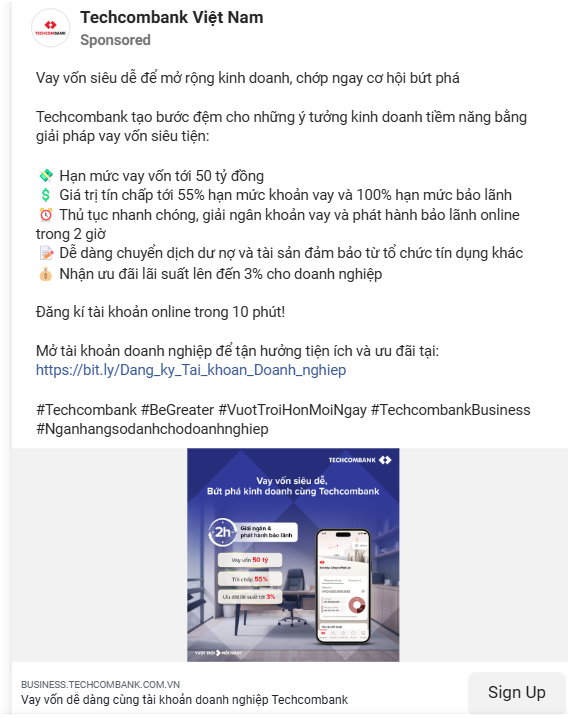 Techcombank Việt Nam
TECHCOMBANK
Sponsored
Vay vốn siêu dễ để mở rộng kinh doanh, chớp ngay cơ hội bứt phá
Techcombank tạo bước đệm cho những ý tưởng kinh doanh tiềm năng bằng
giải pháp vay vốn siêu tiện:
💸 Hạn mức vay vốn tới 50 tỷ đồng
💲 Giá trị tín chấp tới 55% hạn mức khoản vay và 100% hạn mức bảo lãnh
⏰ Thủ tục nhanh chóng, giải ngân khoản vay và phát hành bảo lãnh online
trong 2 giờ
📝 Dễ dàng chuyển dịch dư nợ và tài sản đảm bảo từ tổ chức tín dụng khác
💰 Nhận ưu đãi lãi suất lên đến 3% cho doanh nghiệp
Đăng kí tài khoản online trong 10 phút!
Mở tài khoản doanh nghiệp để tận hưởng tiện ích và ưu đãi tại:
https://bit.ly/Dang_ky_Tai_khoan_Doanh_nghiep
#Techcombank #BeGreater #VuotTroiHonMoiNgay #TechcombankBusiness
#Nganhangsodanhchodoanhnghiep
TECHCOMBANK
Vay vốn siêu dễ,
Bứt phá kinh doanh cùng Techcombank
2h
Giải ngân &
phát hành bảo lãnh
Vay vốn 50 tỷ
Tín chấp 55%
Ưu đãi lãi suất tới 3%
VƯỢT TRỘI MỖI NGÀY
BUSINESS.TECHCOMBANK.COM.VN
Vay vốn dễ dàng cùng tài khoản doanh nghiệp Techcombank
Sign Up